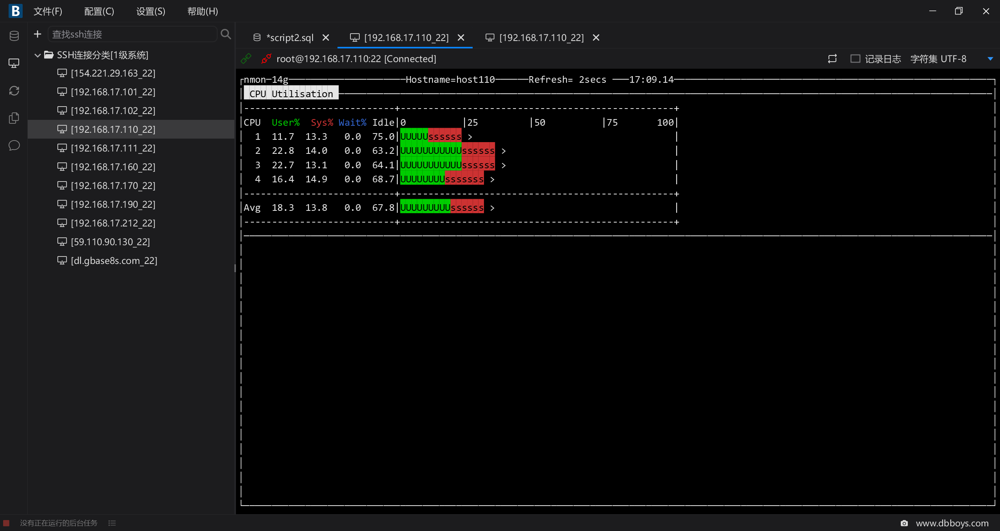 B 文件(F) 配置(C) 设置(S) 帮助(H)
查找ssh连接
SSH连接分类[1级系统]
[154.221.29.163_22]
[192.168.17.101_22]
[192.168.17.102_22]
[192.168.17.110_22]
[192.168.17.111_22]
[192.168.17.160_22]
[192.168.17.170_22]
[192.168.17.190_22]
[192.168.17.212_22]
[59.110.90.130_22]
[dl.gbase8s.com_22]
*script2.sql [192.168.17.110_22] [192.168.17.110_22]
root@192.168.17.110:22 [Connected] 记录日志 字符集 UTF-8
nmon─14g Hostname=host110 Refresh= 2secs 17:09.14
CPU Utilisation
---------------------------+-------------------------------------------------+
CPU User% Sys% Wait% Idle|0 |25 |50 |75 100|
1 11.7 13.3 0.0 75.0|UUUUUssssss > |
2 22.8 14.0 0.0 63.2|UUUUUUUUUUUssssss > |
3 22.7 13.1 0.0 64.1|UUUUUUUUUUUssssss > |
4 16.4 14.9 0.0 68.7|UUUUUUUUsssssss > |
---------------------------+-------------------------------------------------+
Avg 18.3 13.8 0.0 67.8|UUUUUUUUUssssss > |
---------------------------+-------------------------------------------------+
没有正在运行的后台任务 www.dbboys.com